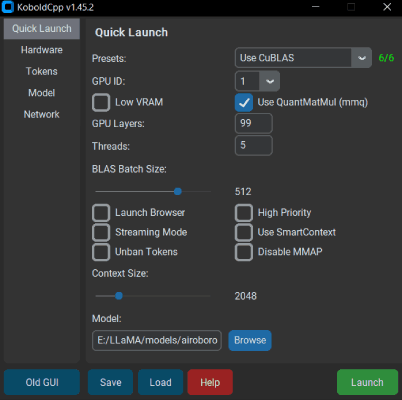 KoboldCpp v1.45.2
Quick Launch
Hardware
Tokens
Model
Network
Quick Launch
Presets: Use CuBLAS 6/6
GPU ID: 1
Low VRAM Use QuantMatMul (mmq)
GPU Layers: 99
Threads: 5
BLAS Batch Size:
512
Launch Browser High Priority
Streaming Mode Use SmartContext
Unban Tokens Disable MMAP
Context Size:
2048
Model:
E:/LLaMA/models/airoboro Browse
Old GUI Save Load Help Launch